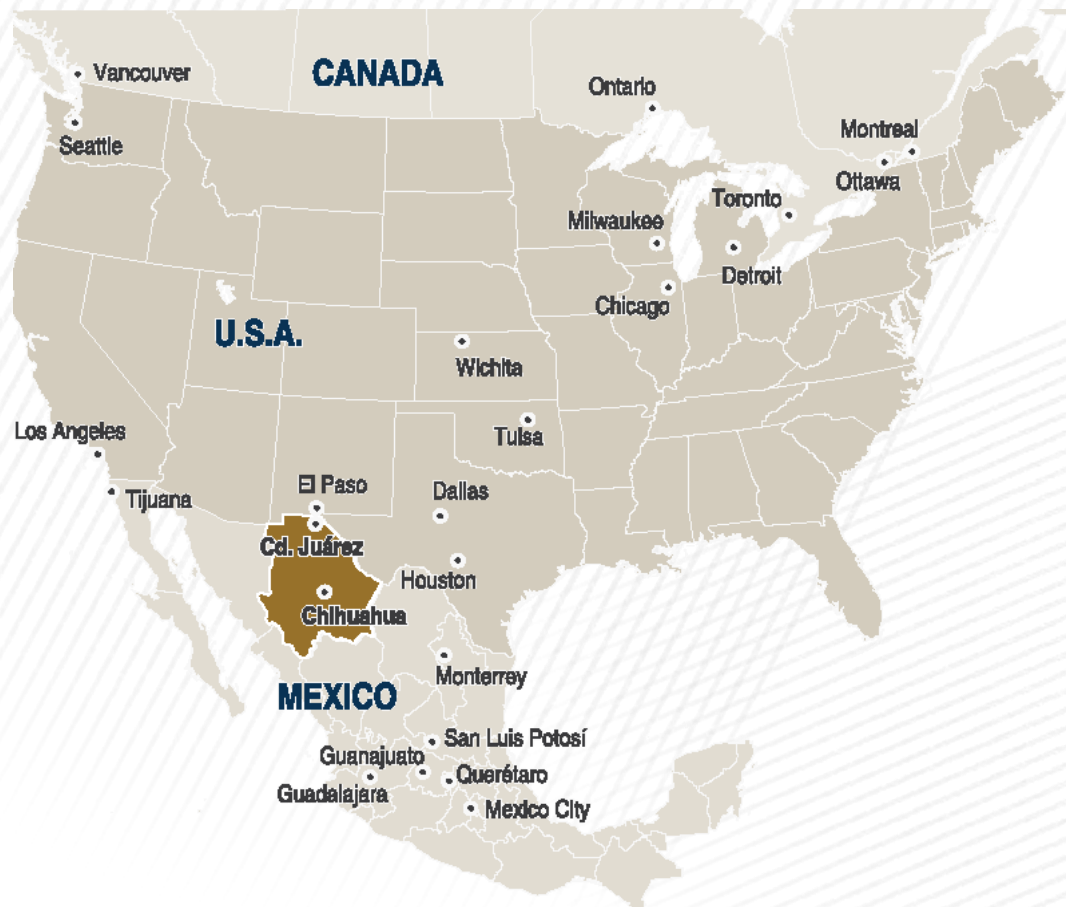 Vancouver
CANADA
Ontario
Seattle
Montreal
Ottawa
Toronto
Milwaukee
Detroit
Chicago
U.S.A.
Wichita
Los Angeles
Tulsa
El Paso
Dallas
Tijuana
Cd. Juárez
Houston
Chihuahua
Monterrey
MEXICO
San Luis Potosí
Guanajuato
Querétaro
Guadalajara
Mexico City